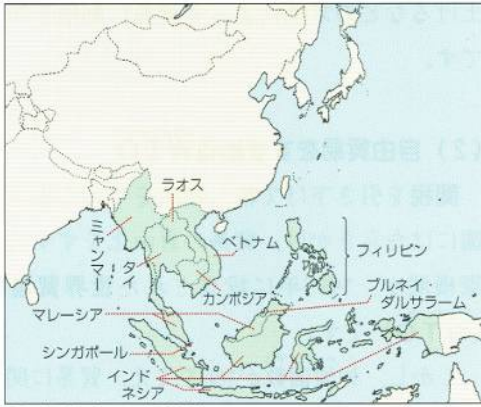 ラオス
ミャンマー
タイ
ベトナム
フィリピン
カンボジア
ブルネイ
ダルサラーム
マレーシア
シンガポール
インド
ネシア